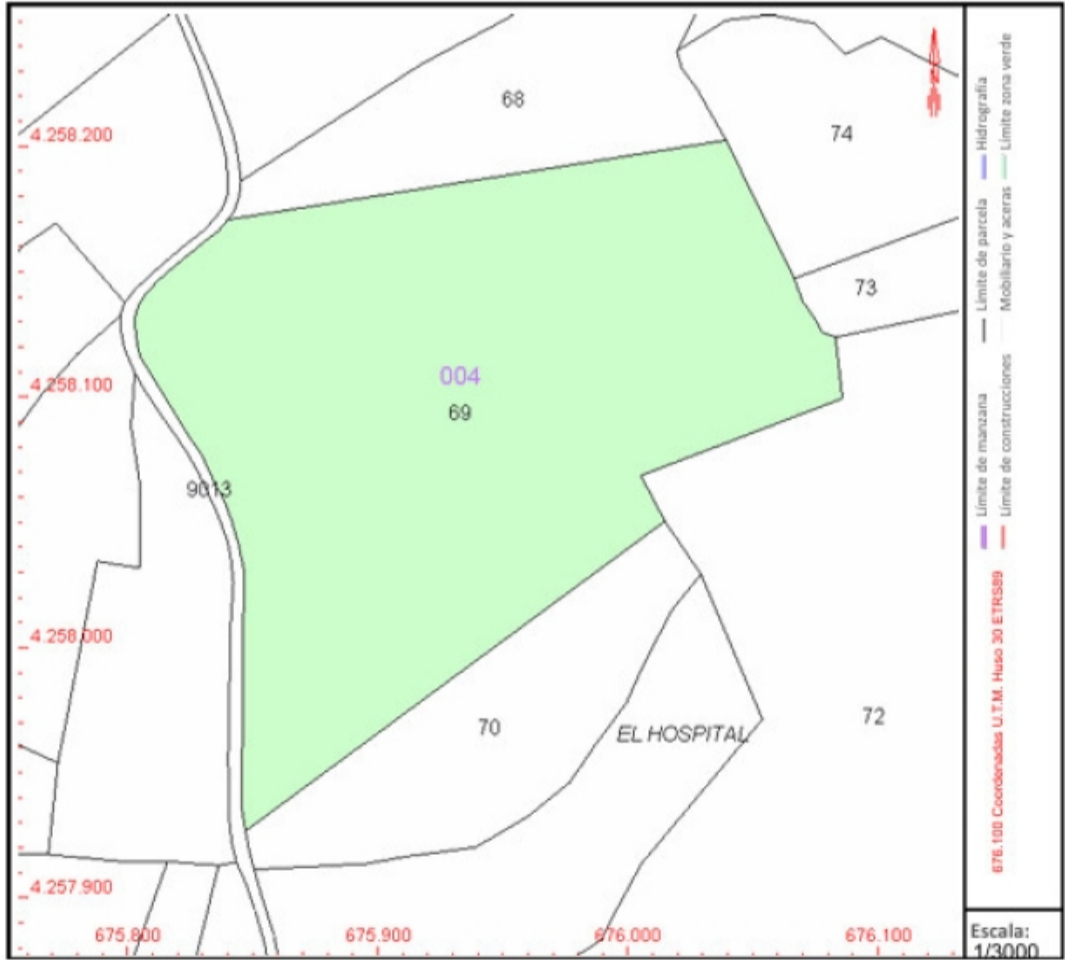 68
74
4.258.200
73
004
4.258.100
69
9013
4.258.000
70
EL HOSPITAL
72
4.257.900
675.800
675.900
676.000
676.100
Hidrografía
Límite zona verde
Límite de parcela
Mobiliario y aceras
Límite de manzana
Límite de construcciones
676.100 Coordenadas U.T.M. Huso 30 ETRS89
Escala:
1/3000